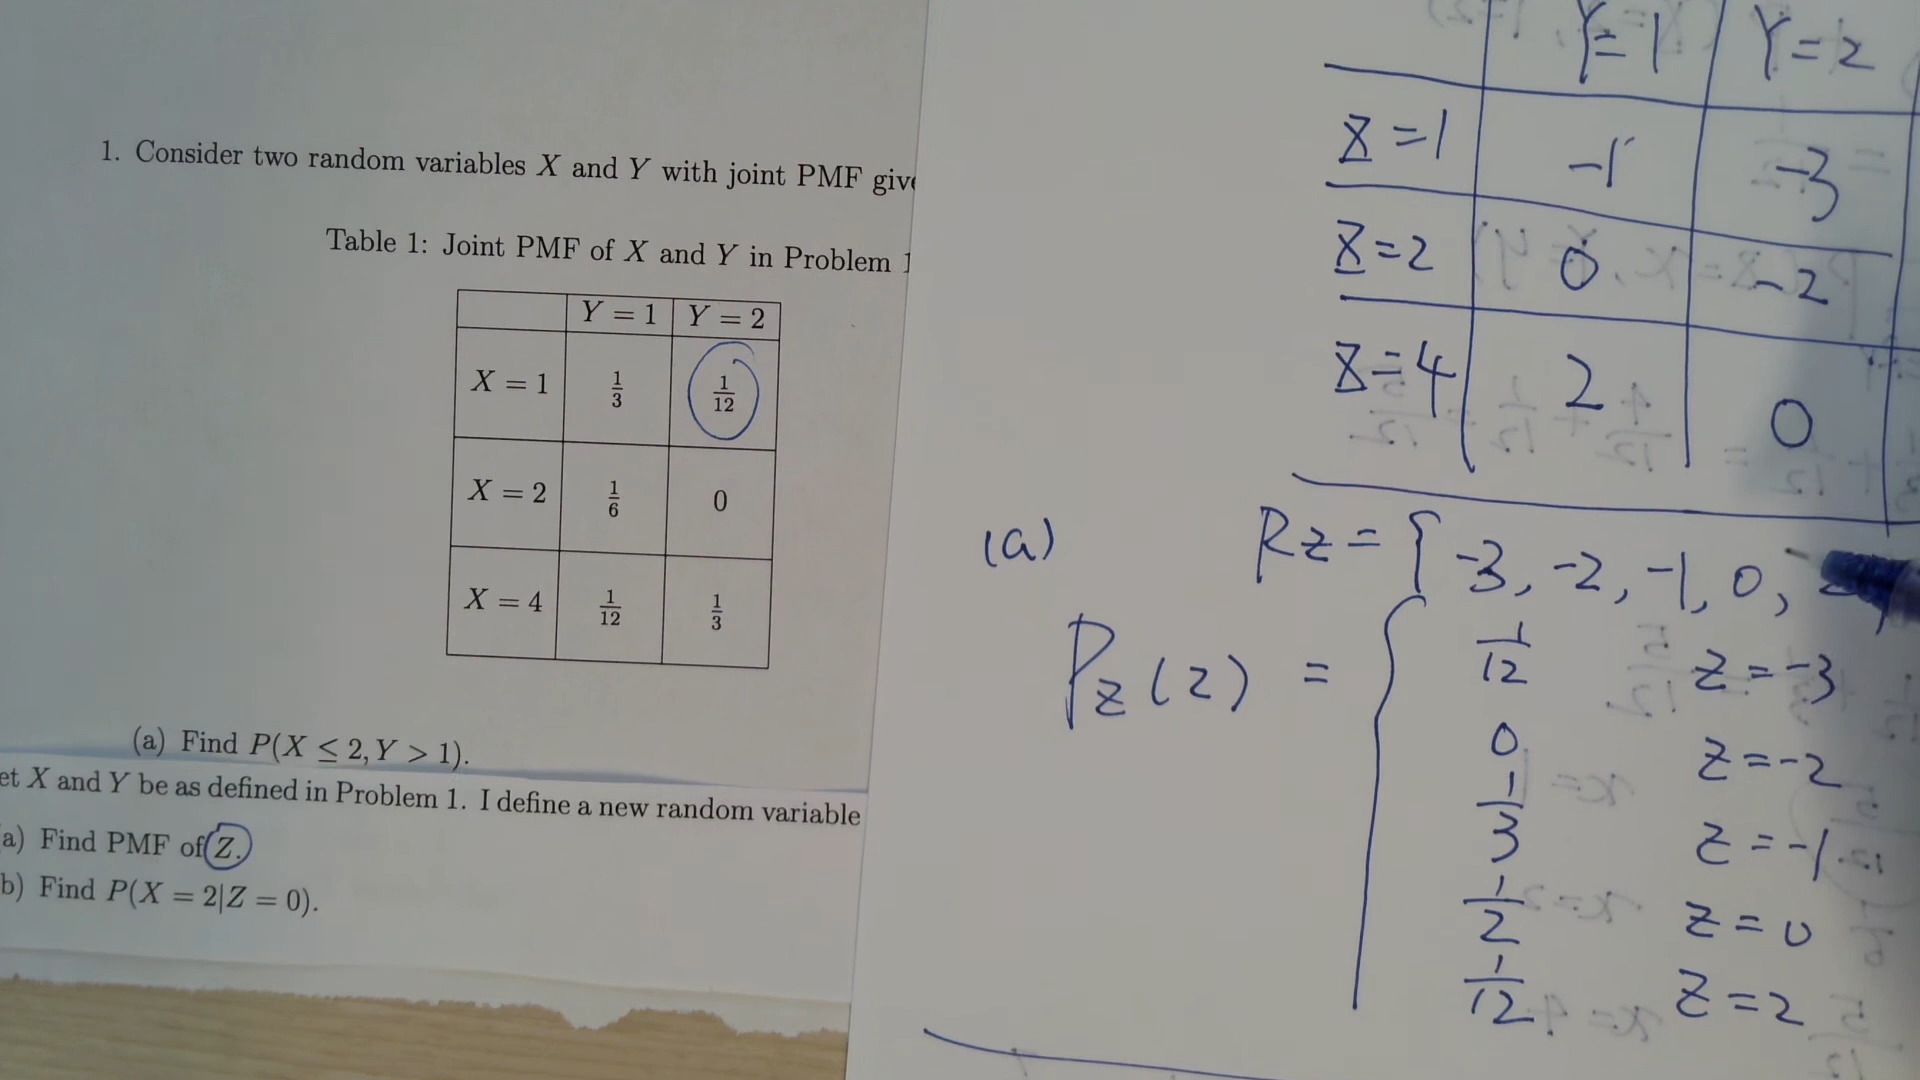 1. Consider two random variables X and Y with joint PMF give
Table 1: Joint PMF of X and Y in Problem 1
Y = 1 Y = 2
X = 1 1/3 1/12
X = 2 1/6 0
X = 4 1/12 1/3
(a) Find P(X ≤ 2, Y > 1).
et X and Y be as defined in Problem 1. I define a new random variable
a) Find PMF of Z.
b) Find P(X = 2|Z = 0).
Y=1 Y=2
X=1 -1 -3
X=2 0 -2
X=4 2 0
(a) Rz = { -3, -2, -1, 0,
Pz(z) = {
1/12 z=-3
0 z=-2
1/3 z=-1
1/2 z=0
1/12 z=2